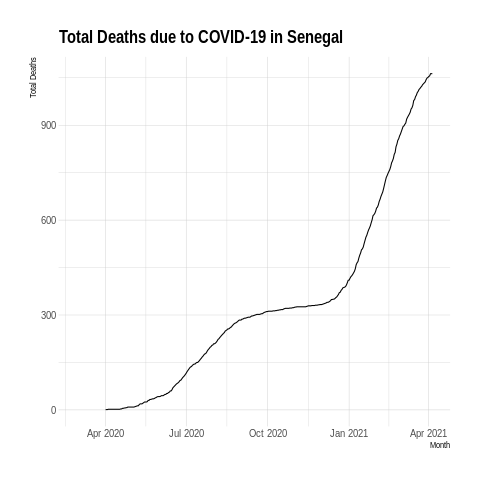 Total Deaths due to COVID-19 in Senegal
Total Deaths
900
600
300
0
Apr 2020 Jul 2020 Oct 2020 Jan 2021 Apr 2021
Month